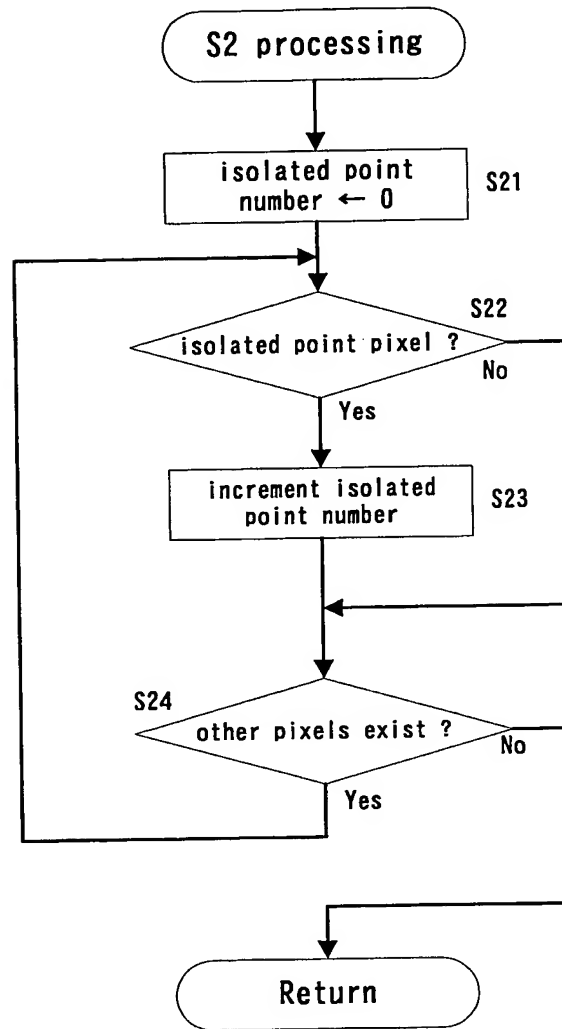 S2 processing
isolated point
number ← 0
S21
S22
isolated point pixel ?
No
Yes
increment isolated
point number
S23
S24
other pixels exist ?
No
Yes
Return